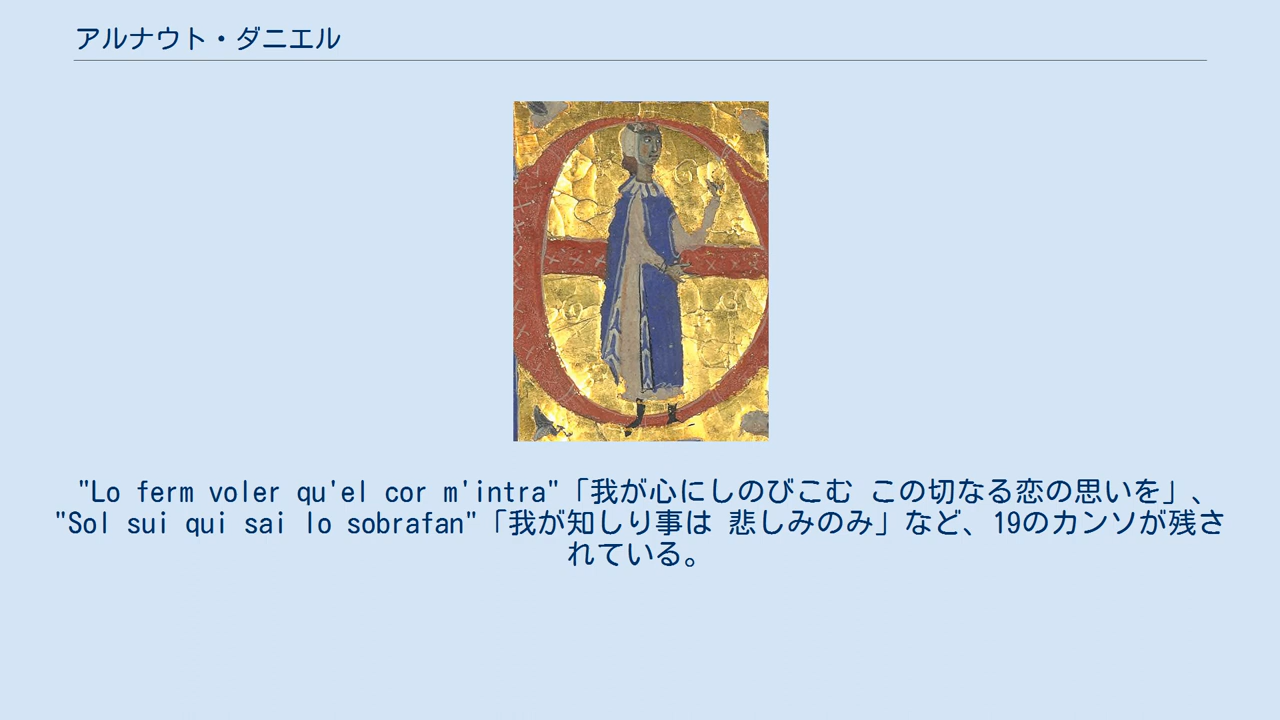 アルナウト・ダニエル
"Lo ferm voler qu'el cor m'intra"「我が心にしのびこむ この切なる恋の思いを」、
"Sol sui qui sai lo sobrafan"「我が知しり事は 悲しみのみ」など、19のカンソが残さ
れている。